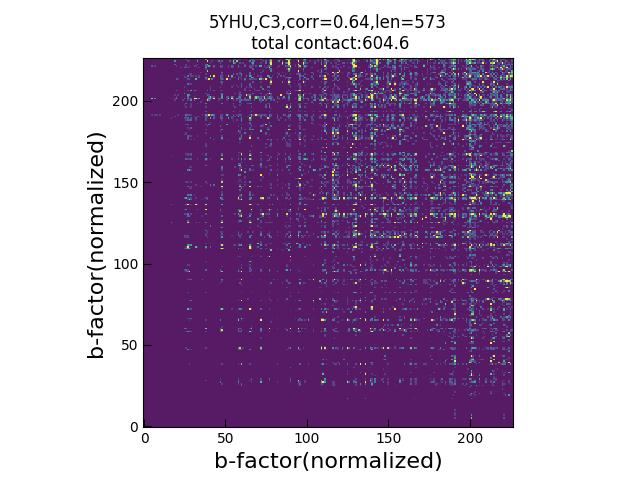 5YHU,C3,corr=0.64,len=573
total contact:604.6
b-factor(normalized)
200
150
100
50
0
0 50 100 150 200
b-factor(normalized)